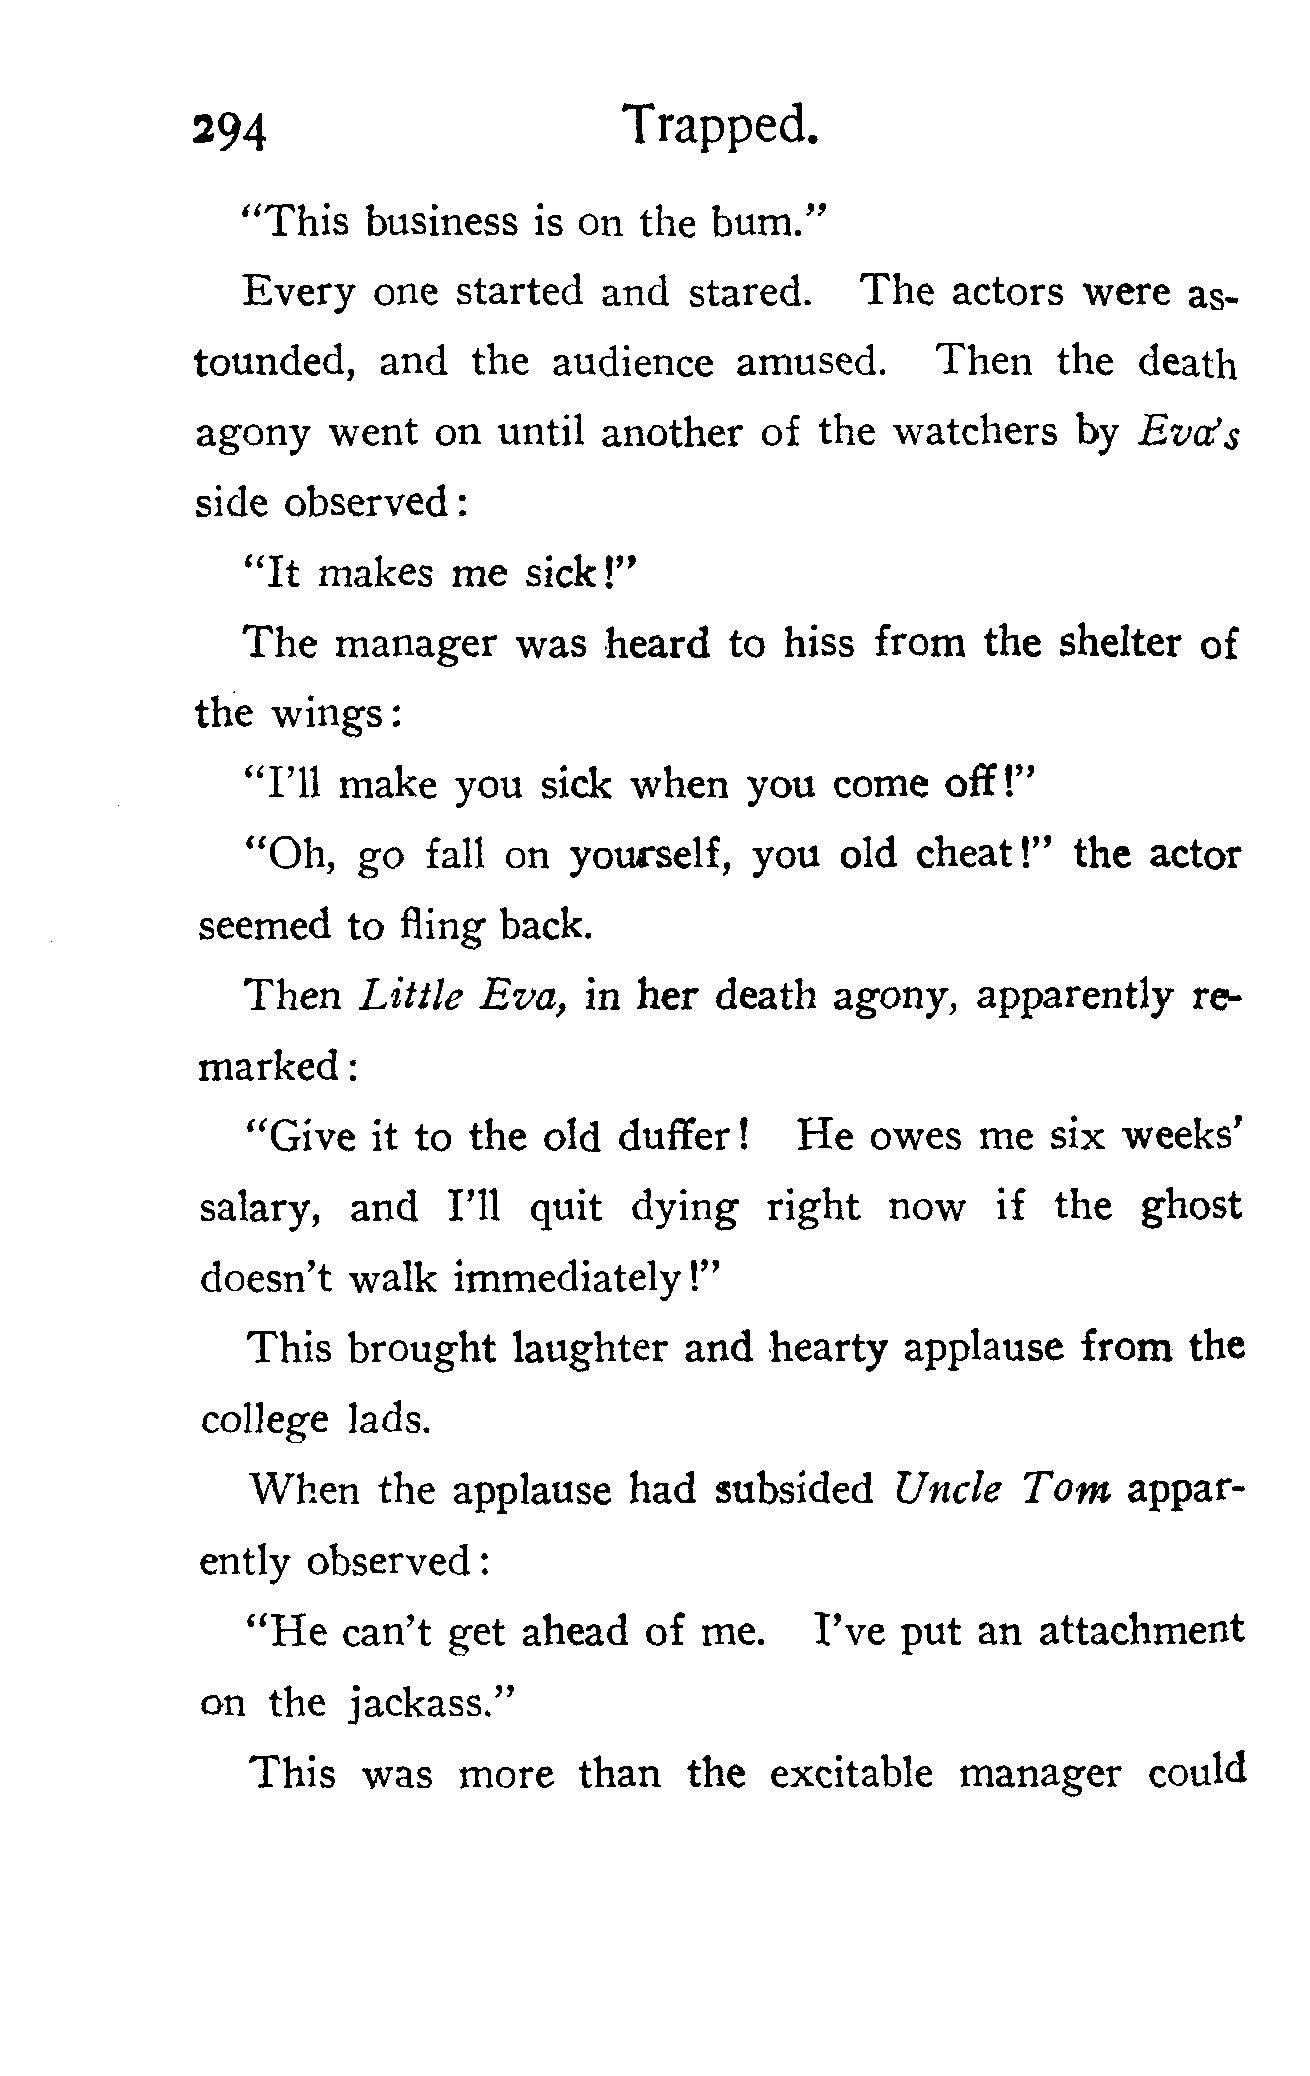 294 Trapped.
“This business is on the bum.”
Every one started and stared. The actors were as-
tounded, and the audience amused. Then the death
agony went on until another of the watchers by Eva’s
side observed:
“It makes me sick!”
The manager was heard to hiss from the shelter of
the wings:
“I’ll make you sick when you come off!”
“Oh, go fall on yourself, you old cheat!” the actor
seemed to fling back.
Then Little Eva, in her death agony, apparently re-
marked:
“Give it to the old duffer! He owes me six weeks’
salary, and I’ll quit dying right now if the ghost
doesn’t walk immediately!”
This brought laughter and hearty applause from the
college lads.
When the applause had subsided Uncle Tom appar-
ently observed:
“He can’t get ahead of me. I’ve put an attachment
on the jackass.”
This was more than the excitable manager could